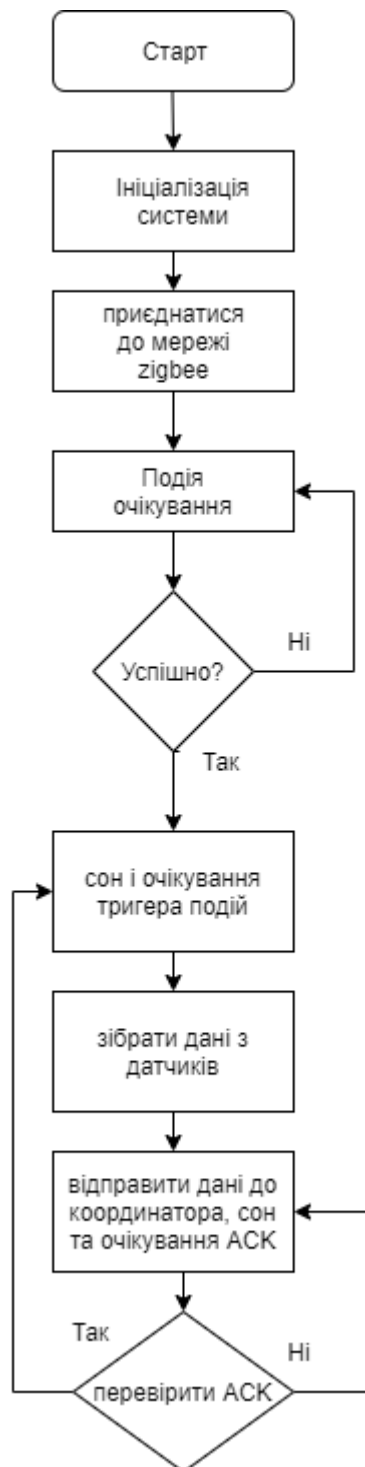 Старт
Ініціалізація
системи
приєднатися
до мережі
zigbee
Подія
очікування
Успішно?
Ні
Так
сон і очікування
тригера подій
зібрати дані з
датчиків
відправити дані до
координатора, сон
та очікування ACK
Так
Ні
перевірити ACK